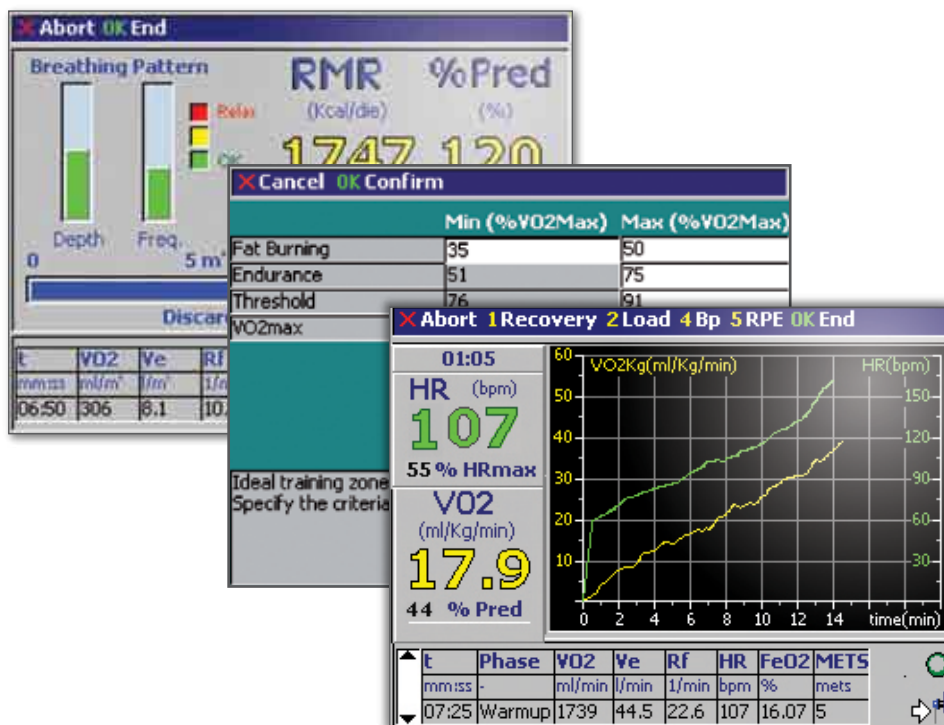 Abort OK End
Breathing Pattern
RMR
(Kcal/die)
%Pred
(%)
Relax
OK
1747
120
Depth
Freq.
0
5 m'
Discard
t VO2 Ve Rf
mm:ss ml/m' l/m'
06:50 306 8.1 10.
Cancel OK Confirm
Min (%VO2Max) Max (%VO2Max)
Fat Burning 35 50
Endurance 51 75
Threshold 76 91
VO2max
Ideal training zone
Specify the criteria
Abort 1 Recovery 2 Load 4 Bp 5 RPE OK End
01:05
HR (bpm)
107
55 % HRmax
VO2
(ml/Kg/min)
17.9
44 % Pred
VO2Kg(ml/Kg/min) HR(bpm)
60
50 150
40 120
30 90
20 60
10 30
0 2 4 6 8 10 12 14 time(min)
t Phase VO2 Ve Rf HR FeO2 METS
mm:ss - ml/min l/min 1/min bpm % mets
07:25 Warmup 1739 44.5 22.6 107 16.07 5